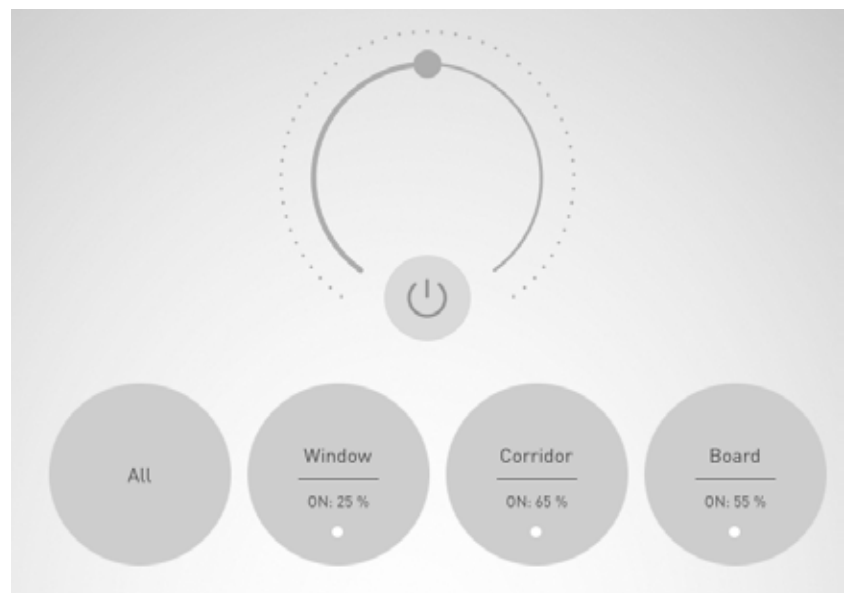 All
Window
ON: 25 %
Corridor
ON: 65 %
Board
ON: 55 %